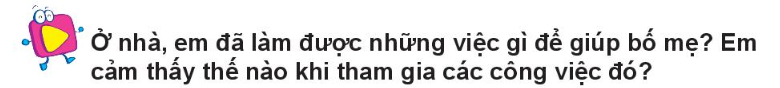 Ở nhà, em đã làm được những việc gì để giúp bố mẹ? Em
cảm thấy thế nào khi tham gia các công việc đó?